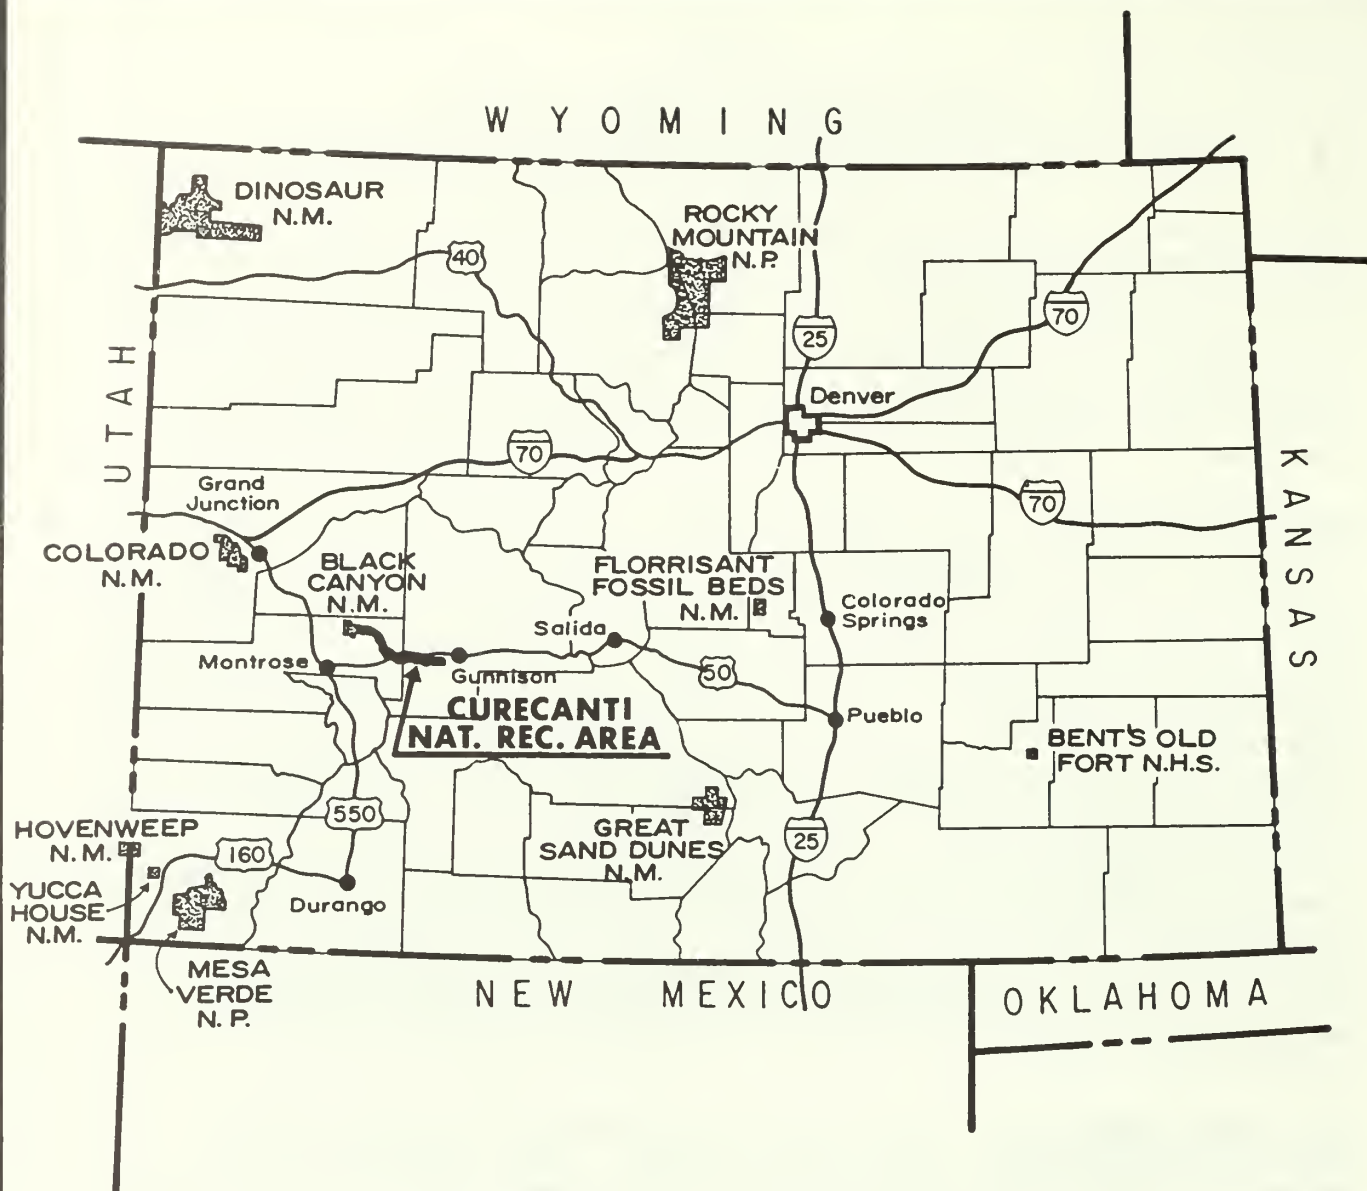 WYOMING
DINOSAUR
N.M.
ROCKY
MOUNTAIN
N.P.
40
25
70
UTAH
Denver
70
Grand
Junction
70
KANSAS
COLORADO
N.M.
BLACK
CANYON
N.M.
FLORRISANT
FOSSIL BEDS
N.M.
Colorado
Springs
Salida
Montrose
Gunnison
50
CURECANTI
NAT. REC. AREA
Pueblo
BENT'S OLD
FORT N.H.S.
550
HOVENWEEP
N.M.
160
GREAT
SAND DUNES
N.M.
25
YUCCA
HOUSE
N.M.
Durango
MESA
VERDE
N.P.
NEW MEXICO
OKLAHOMA